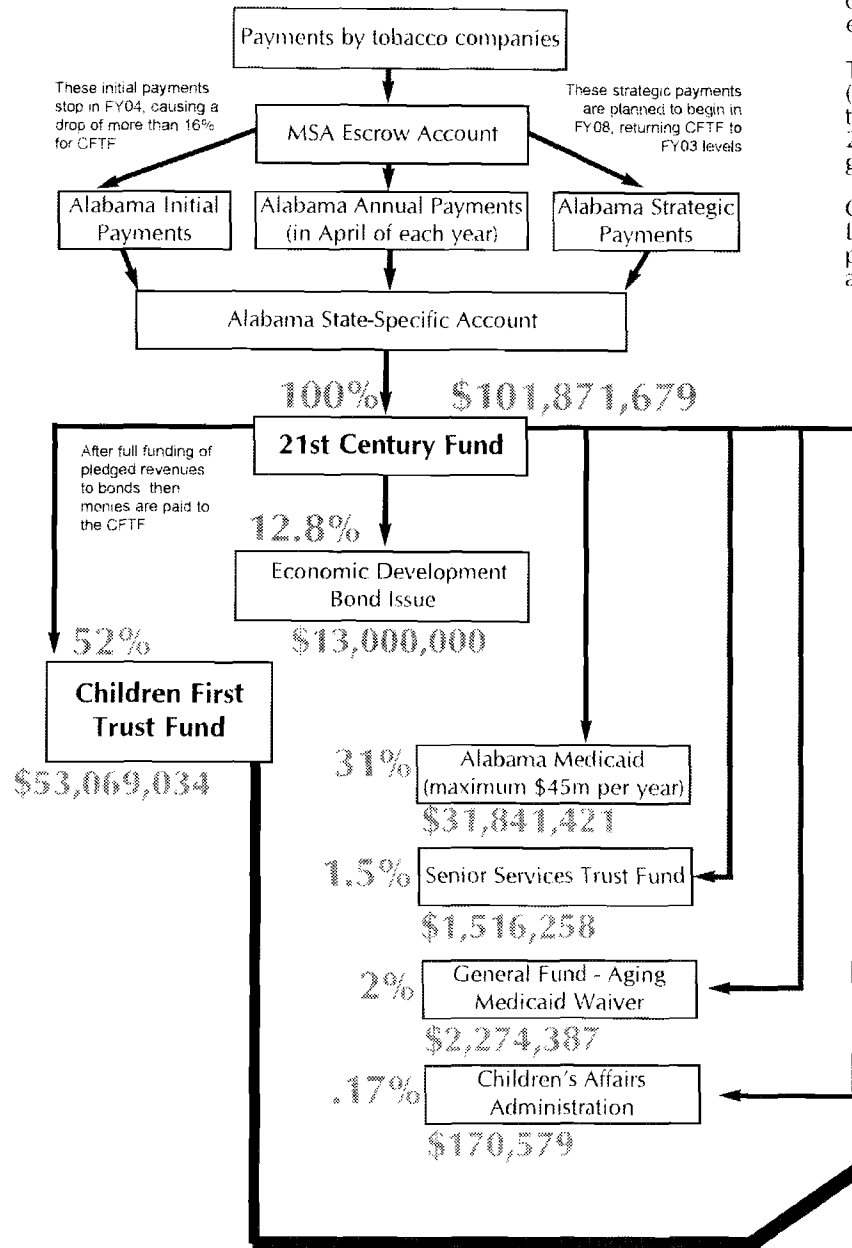 Payments by tobacco companies
These initial payments
stop in FY04, causing a
drop of more than 16%
for CFTF
MSA Escrow Account
These strategic payments
are planned to begin in
FY08, returning CFTF to
FY03 levels
Alabama Initial
Payments
Alabama Annual Payments
(in April of each year)
Alabama Strategic
Payments
Alabama State-Specific Account
100% $101,871,679
21st Century Fund
After full funding of
pledged revenues
to bonds then
monies are paid to
the CFTF
12.8%
Economic Development
Bond Issue
$13,000,000
52%
Children First
Trust Fund
$53,069,034
31%
Alabama Medicaid
(maximum $45m per year)
$31,841,421
1.5%
Senior Services Trust Fund
$1,516,258
2%
General Fund - Aging
Medicaid Waiver
$2,274,387
.17%
Children's Affairs
Administration
$170,579